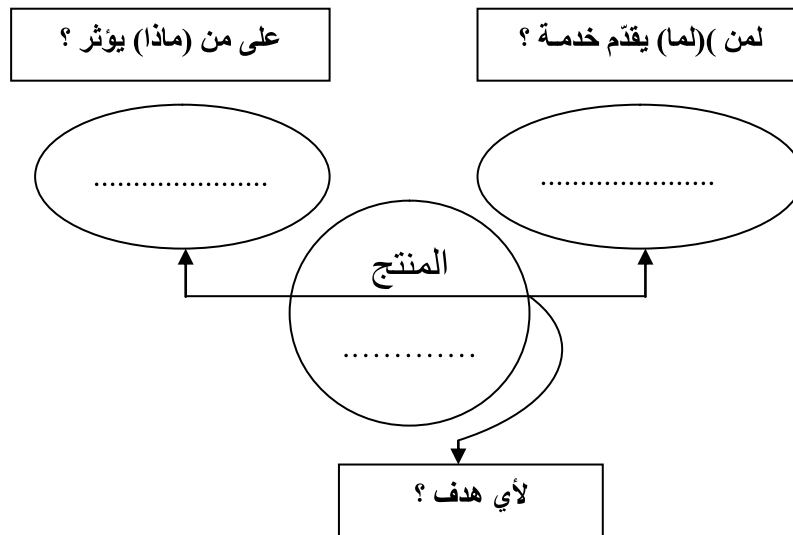 لمن )(لما) يقدّم خدمـة ؟
على من (ماذا) يؤثر ؟
......................
......................
المنتج
.............
لأي هدف ؟